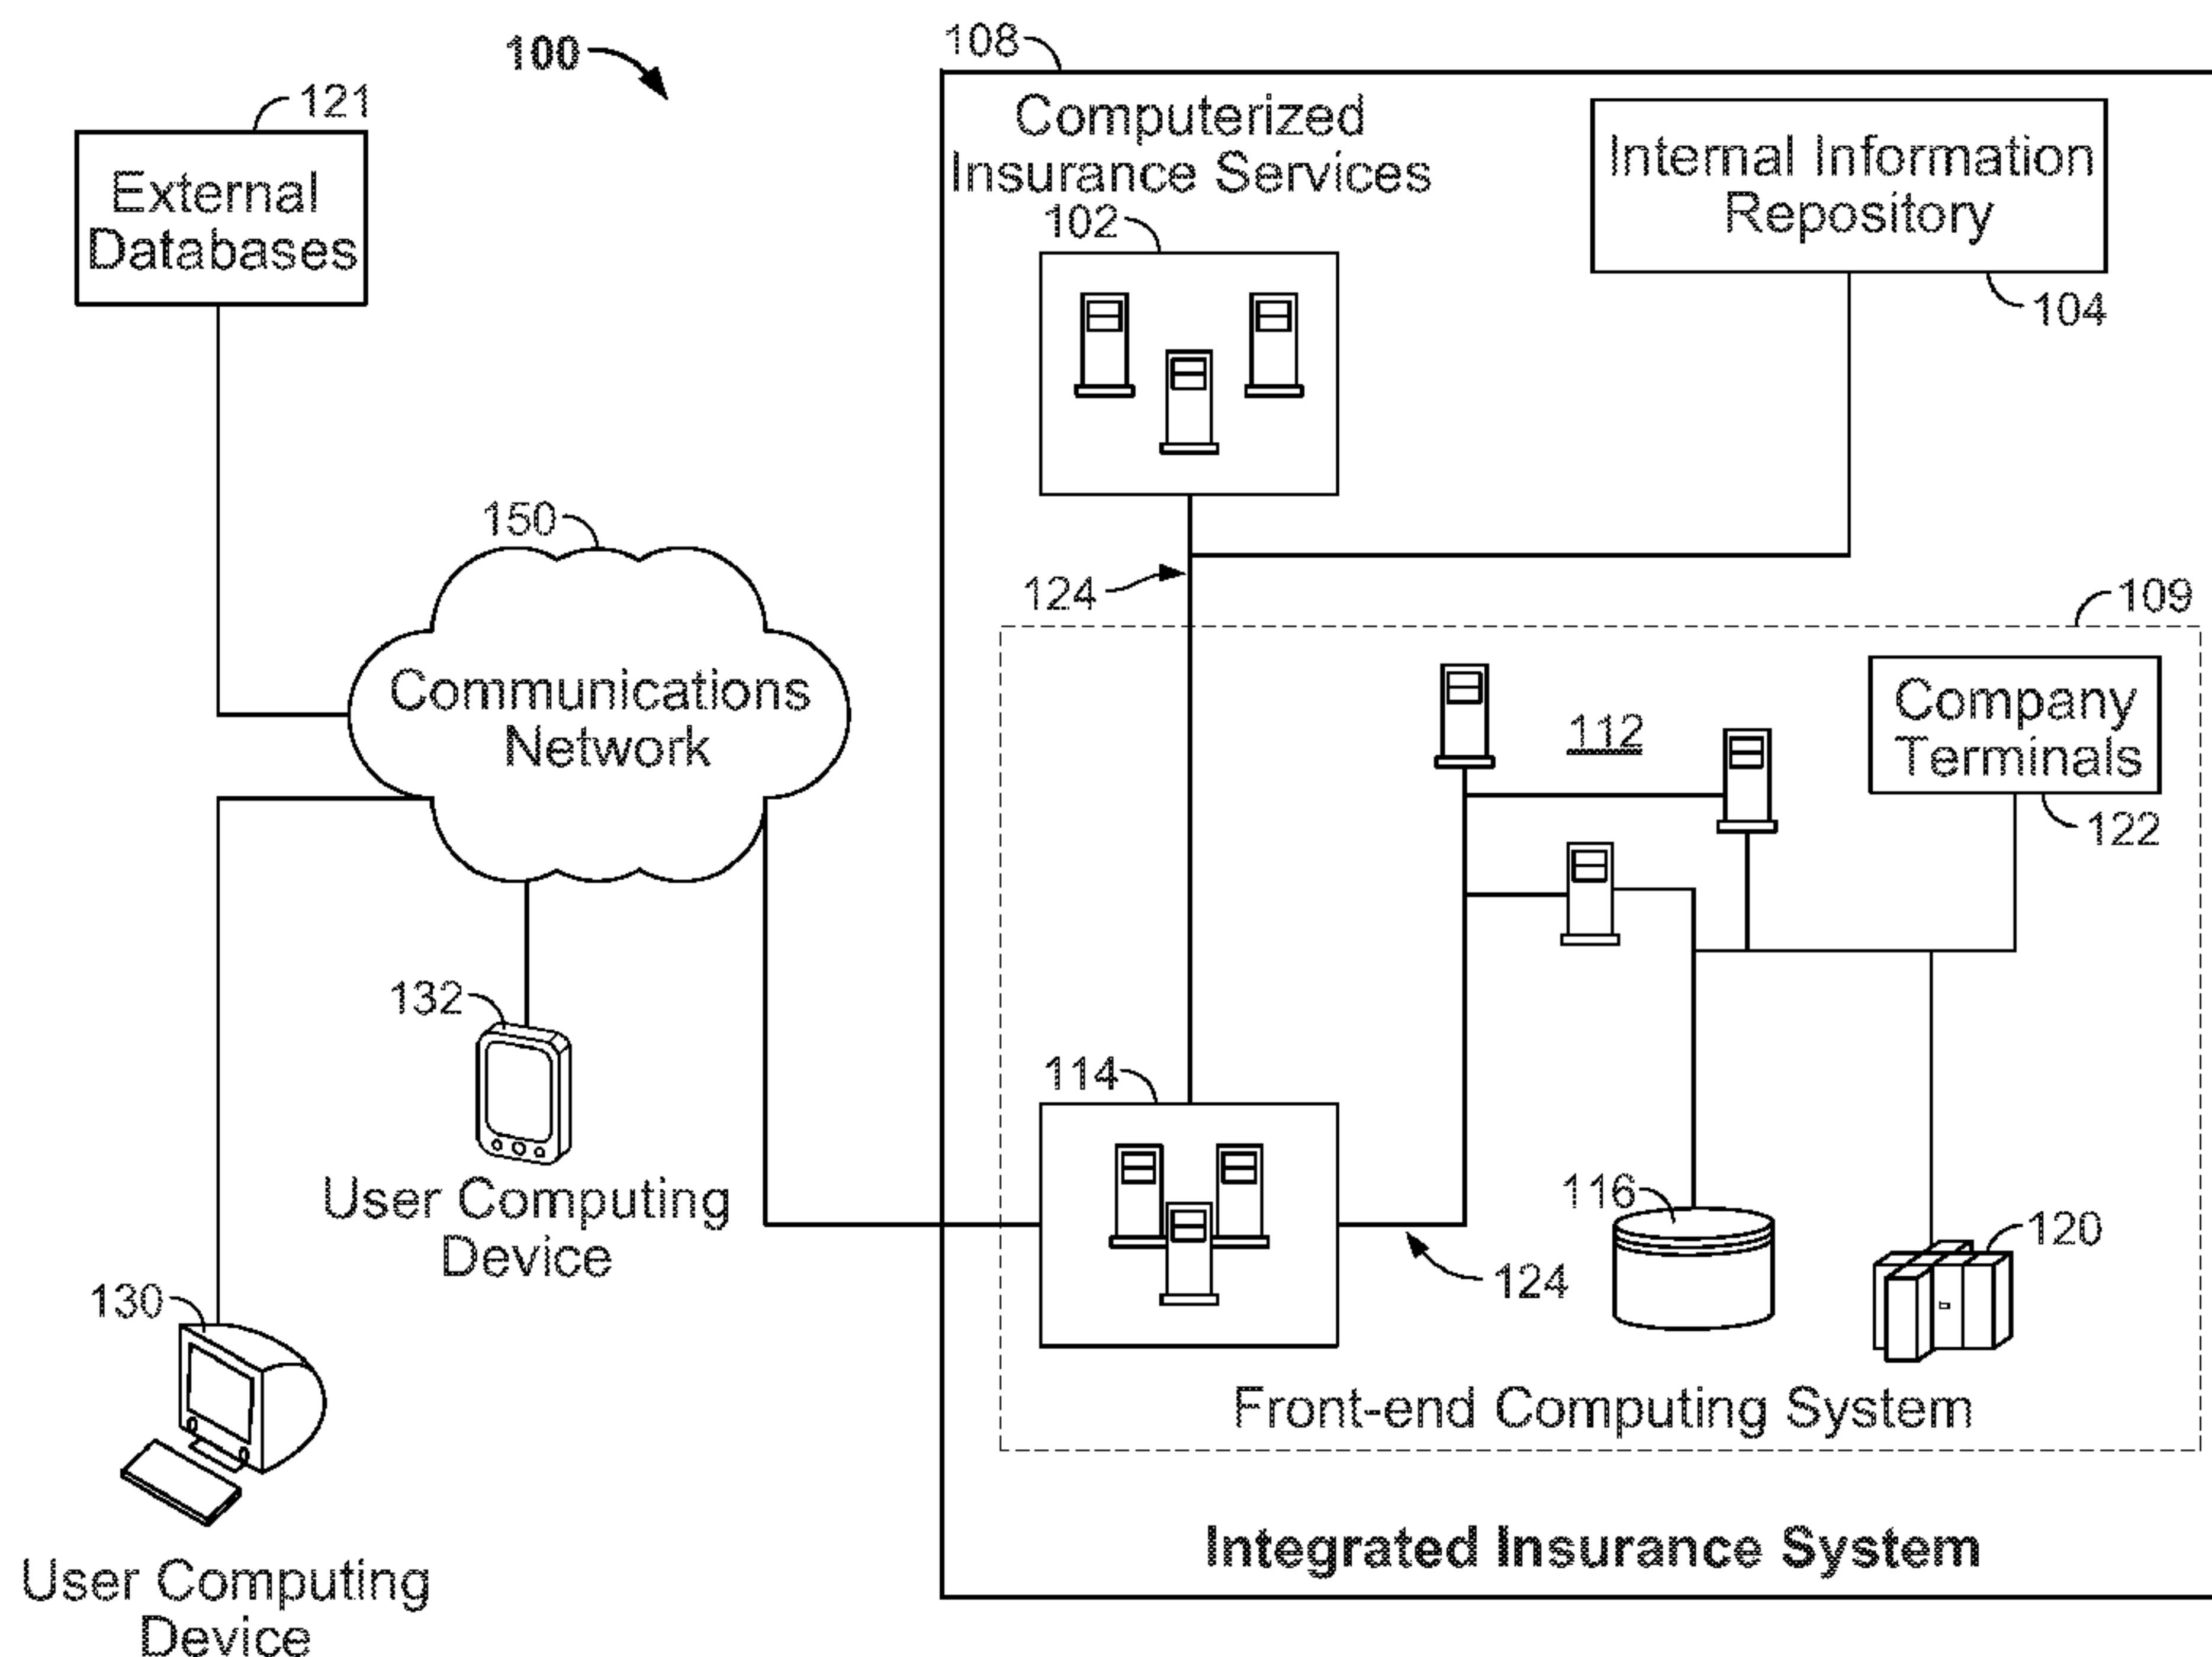 100
108
121
External
Databases
Computerized
Insurance Services
102
Internal Information
Repository
104
150
Communications
Network
124
109
112
Company
Terminals
122
132
User Computing
Device
114
116
120
124
130
User Computing
Device
Front-end Computing System
Integrated Insurance System